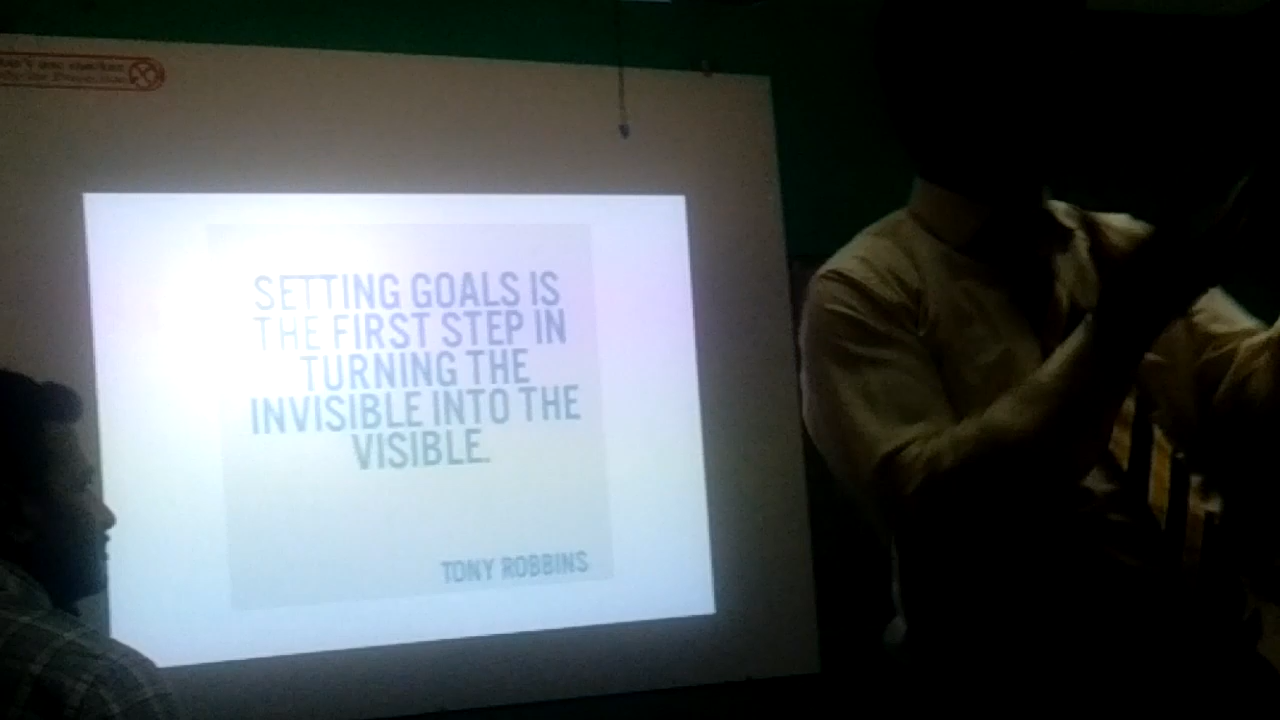 SETTING GOALS IS
THE FIRST STEP IN
TURNING THE
INVISIBLE INTO THE
VISIBLE.
TONY ROBBINS